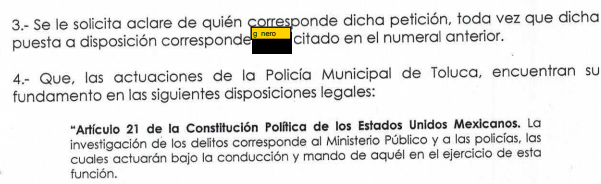 3.- Se le solicita aclare de quién corresponde dicha petición, toda vez que dicha
puesta a disposición corresponde g nero citado en el numeral anterior.
4.- Que, las actuaciones de la Policía Municipal de Toluca, encuentran su
fundamento en las siguientes disposiciones legales:
"Artículo 21 de la Constitución Política de los Estados Unidos Mexicanos. La
investigación de los delitos corresponde al Ministerio Público y a las policías, las
cuales actuarán bajo la conducción y mando de aquél en el ejercicio de esta
función.